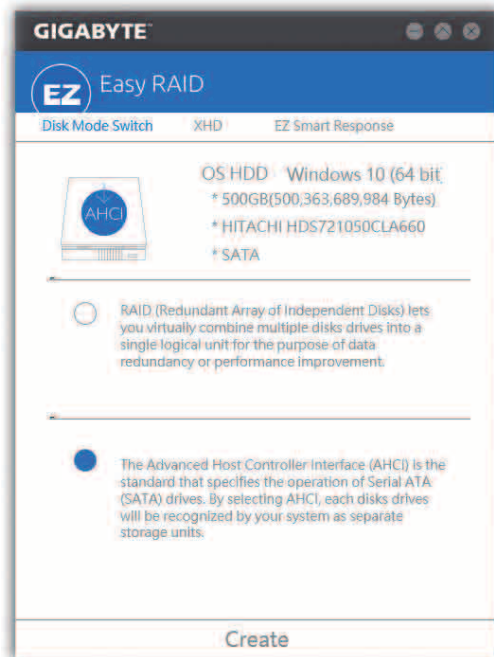 GIGABYTE™
EZ Easy RAID
Disk Mode Switch XHD EZ Smart Response
OS HDD Windows 10 (64 bit
* 500GB(500,363,689,984 Bytes)
AHCI
* HITACHI HDS721050CLA660
* SATA
RAID (Redundant Array of Independent Disks) lets
you virtually combine multiple disks drives into a
single logical unit for the purpose of data
redundancy or performance improvement.
The Advanced Host Controller Interface (AHCI) is the
standard that specifies the operation of Serial ATA
(SATA) drives. By selecting AHCI, each disks drives
will be recognized by your system as separate
storage units.
Create